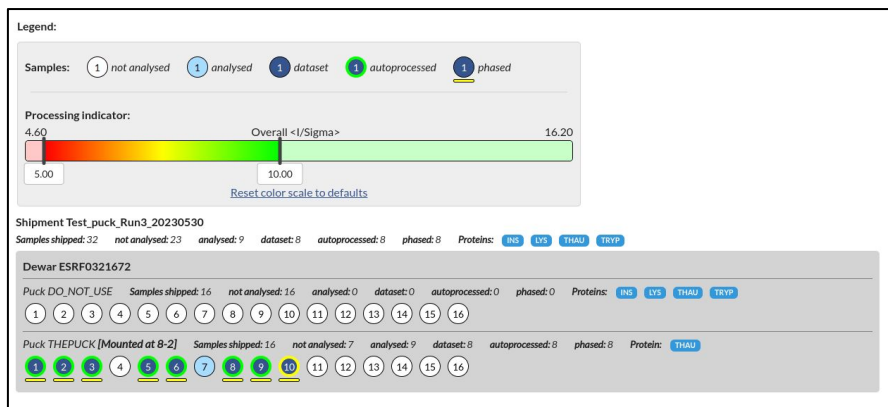 Legend:
Samples: 1 not analysed 1 analysed 1 dataset 1 autoprocessed 1 phased
Processing indicator:
4.60 Overall <I/Sigma> 16.20
5.00 10.00
Reset color scale to defaults
Shipment Test_puck_Run3_20230530
Samples shipped: 32 not analysed: 23 analysed: 9 dataset: 8 autoprocessed: 8 phased: 8 Proteins: INS LYS THAU TRYP
Dewar ESRF0321672
Puck DO_NOT_USE Samples shipped: 16 not analysed: 16 analysed: 0 dataset: 0 autoprocessed: 0 phased: 0 Proteins: INS LYS THAU TRYP
1 2 3 4 5 6 7 8 9 10 11 12 13 14 15 16
Puck THEPUCK [Mounted at 8-2] Samples shipped: 16 not analysed: 7 analysed: 9 dataset: 8 autoprocessed: 8 phased: 8 Protein: THAU
1 2 3 4 5 6 7 8 9 10 11 12 13 14 15 16